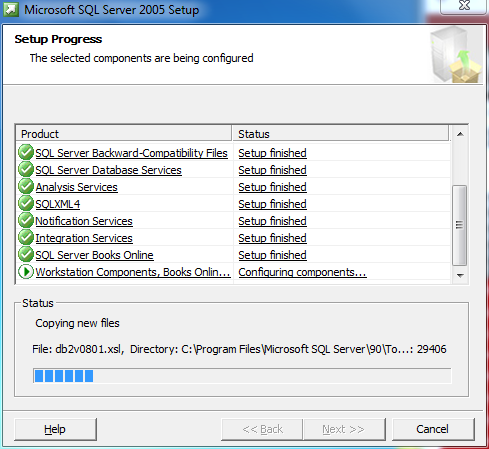 Microsoft SQL Server 2005 Setup
Setup Progress
The selected components are being configured
Product Status
SQL Server Backward-Compatibility Files Setup finished
SQL Server Database Services Setup finished
Analysis Services Setup finished
SQLXML4 Setup finished
Notification Services Setup finished
Integration Services Setup finished
SQL Server Books Online Setup finished
Workstation Components, Books Onlin... Configuring components...
Status
Copying new files
File: db2v0801.xsl, Directory: C:\Program Files\Microsoft SQL Server\90\To...: 29406
Help << Back Next >> Cancel